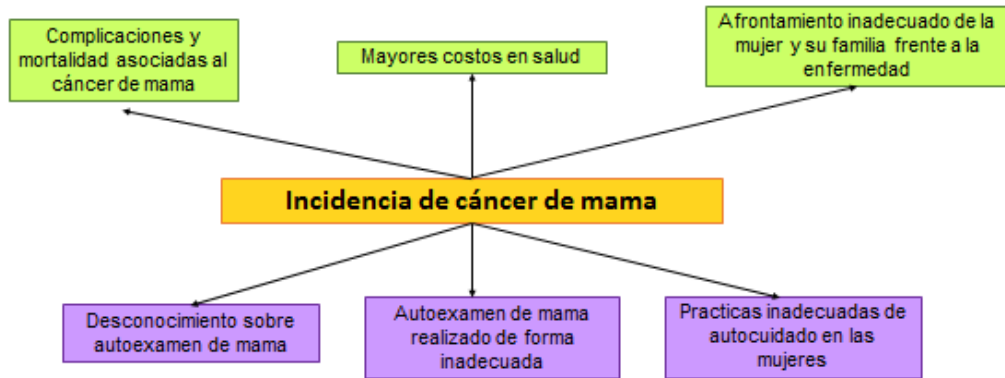 Complicaciones y
mortalidad asociadas al
cáncer de mama
Mayores costos en salud
Afrontamiento inadecuado de la
mujer y su familia frente a la
enfermedad
Incidencia de cáncer de mama
Desconocimiento sobre
autoexamen de mama
Autoexamen de mama
realizado de forma
inadecuada
Practicas inadecuadas de
autocuidado en las
mujeres